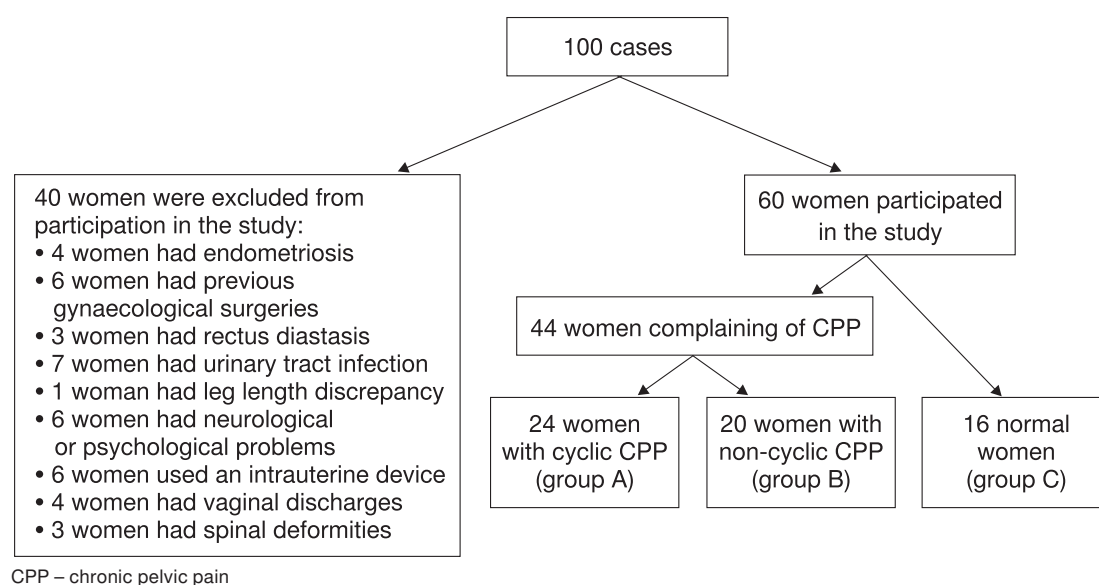 100 cases
40 women were excluded from
participation in the study:
• 4 women had endometriosis
• 6 women had previous
gynaecological surgeries
• 3 women had rectus diastasis
• 7 women had urinary tract infection
• 1 woman had leg length discrepancy
• 6 women had neurological
or psychological problems
• 6 women used an intrauterine device
• 4 women had vaginal discharges
• 3 women had spinal deformities
60 women participated
in the study
44 women complaining of CPP
24 women
with cyclic CPP
(group A)
20 women with
non-cyclic CPP
(group B)
16 normal
women
(group C)
CPP – chronic pelvic pain